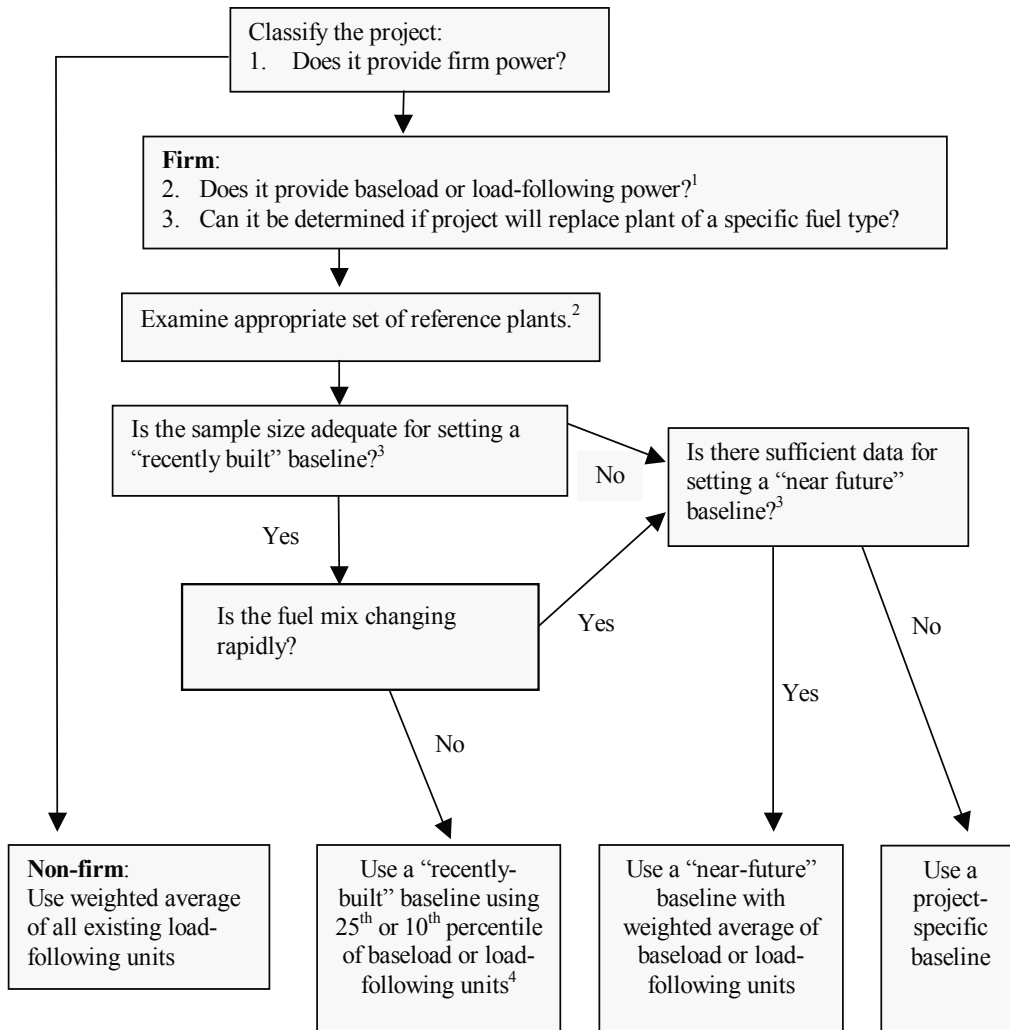 Classify the project:
1. Does it provide firm power?
Firm:
2. Does it provide baseload or load-following power?1
3. Can it be determined if project will replace plant of a specific fuel type?
Examine appropriate set of reference plants.2
Is the sample size adequate for setting a
“recently built” baseline?3
No
Is there sufficient data for
setting a “near future”
baseline?3
Yes
Is the fuel mix changing
rapidly?
Yes
No
Yes
No
Non-firm:
Use weighted average
of all existing load-
following units
Use a “recently-
built” baseline using
25th or 10th percentile
of baseload or load-
following units4
Use a “near-future”
baseline with
weighted average of
baseload or load-
following units
Use a
project-
specific
baseline